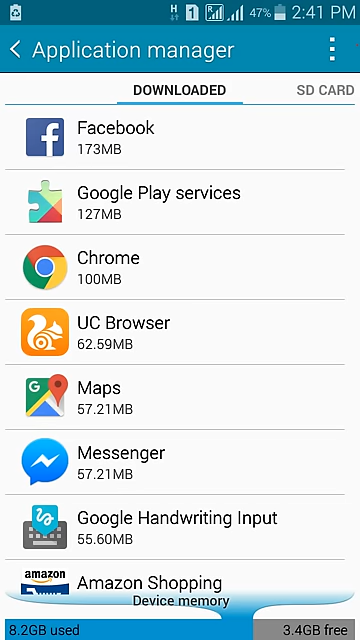 H R 1 47% 2:41 PM
Application manager
DOWNLOADED SD CARD
Facebook
173MB
Google Play services
127MB
Chrome
100MB
UC Browser
62.59MB
G
Maps
57.21MB
Messenger
57.21MB
Google Handwriting Input
55.60MB
amazon
Amazon Shopping
Device memory
8.2GB used 3.4GB free